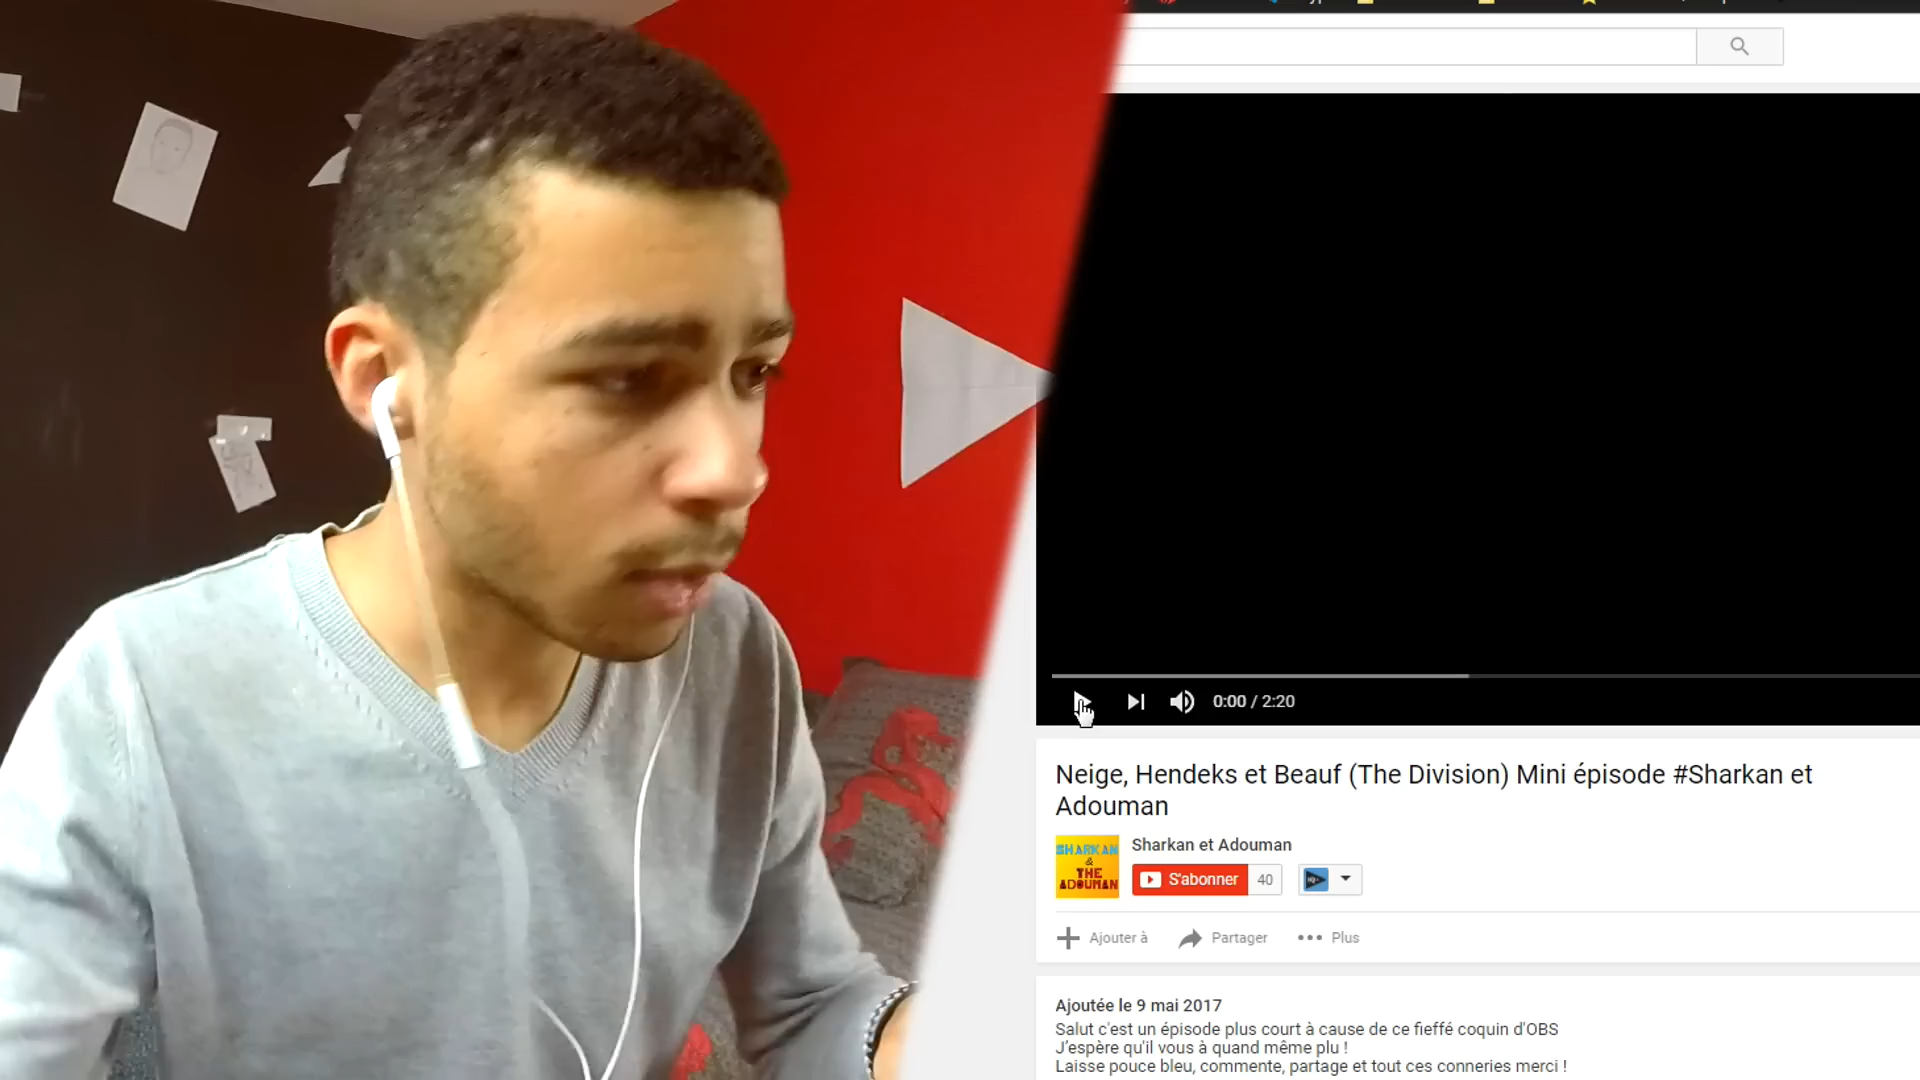 0:00 / 2:20
Neige, Hendeks et Beauf (The Division) Mini épisode #Sharkan et
Adouman
SHARKAN
&
THE
ADOUMAN
Sharkan et Adouman
S'abonner 40
Ajouter à Partager Plus
Ajoutée le 9 mai 2017
Salut c'est un épisode plus court à cause de ce fieffé coquin d'OBS
J'espère qu'il vous à quand même plu !
Laisse pouce bleu, commente, partage et tout ces conneries merci !